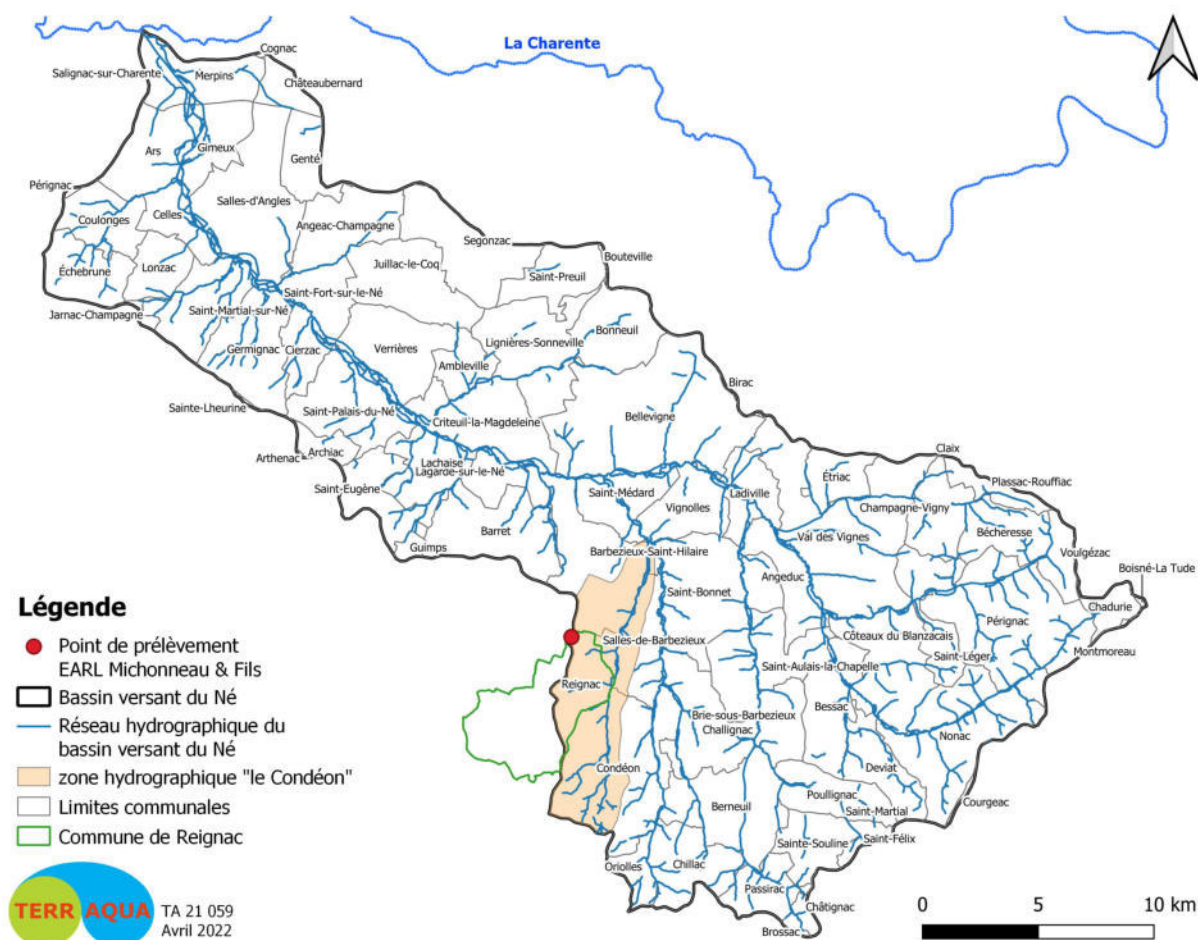 La Charente
Cognac
Salignac-sur-Charente
Merpins
Châteaubernard
Ars
Gimeux
Genté
Pérignac
Salles-d'Angles
Coulonges
Celles
Angeac-Champagne
Segonzac
Bouteville
Échebrune
Lonzac
Juillac-le-Coq
Saint-Preuil
Saint-Fort-sur-le-Né
Jarnac-Champagne
Saint-Martial-sur-Né
Bonneuil
Lignières-Sonneville
Germignac
Cierzac
Verrières
Ambleville
Birac
Sainte-Lheurine
Saint-Palais-du-Né
Criteuil-la-Magdeleine
Bellevigne
Arthenac
Archiac
Claix
Lachaise
Lagarde-sur-le-Né
Étriac
Plassac-Rouffiac
Saint-Eugène
Saint-Médard
Ladiville
Vignolles
Champagne-Vigny
Barret
Val des Vignes
Bécheresse
Guimps
Barbezieux-Saint-Hilaire
Voulgézac
Boisné-La Tude
Angeduc
Saint-Bonnet
Chadurie
Pérignac
Salles-de-Barbezieux
Côteaux du Blanzacais
Montmoreau
Saint-Léger
Saint-Aulais-la-Chapelle
Reignac
Bessac
Brie-sous-Barbezieux
Challignac
Nonac
Condéon
Deviat
Poullignac
Berneuil
Saint-Martial
Courgeac
Sainte-Souline
Saint-Félix
Oriolles
Chillac
Passirac
Châtignac
Brossac
Légende
Point de prélèvement
EARL Michonneau & Fils
Bassin versant du Né
Réseau hydrographique du
bassin versant du Né
zone hydrographique "le Condéon"
Limites communales
Commune de Reignac
TERR AQUA
TA 21 059
Avril 2022
0 5 10 km